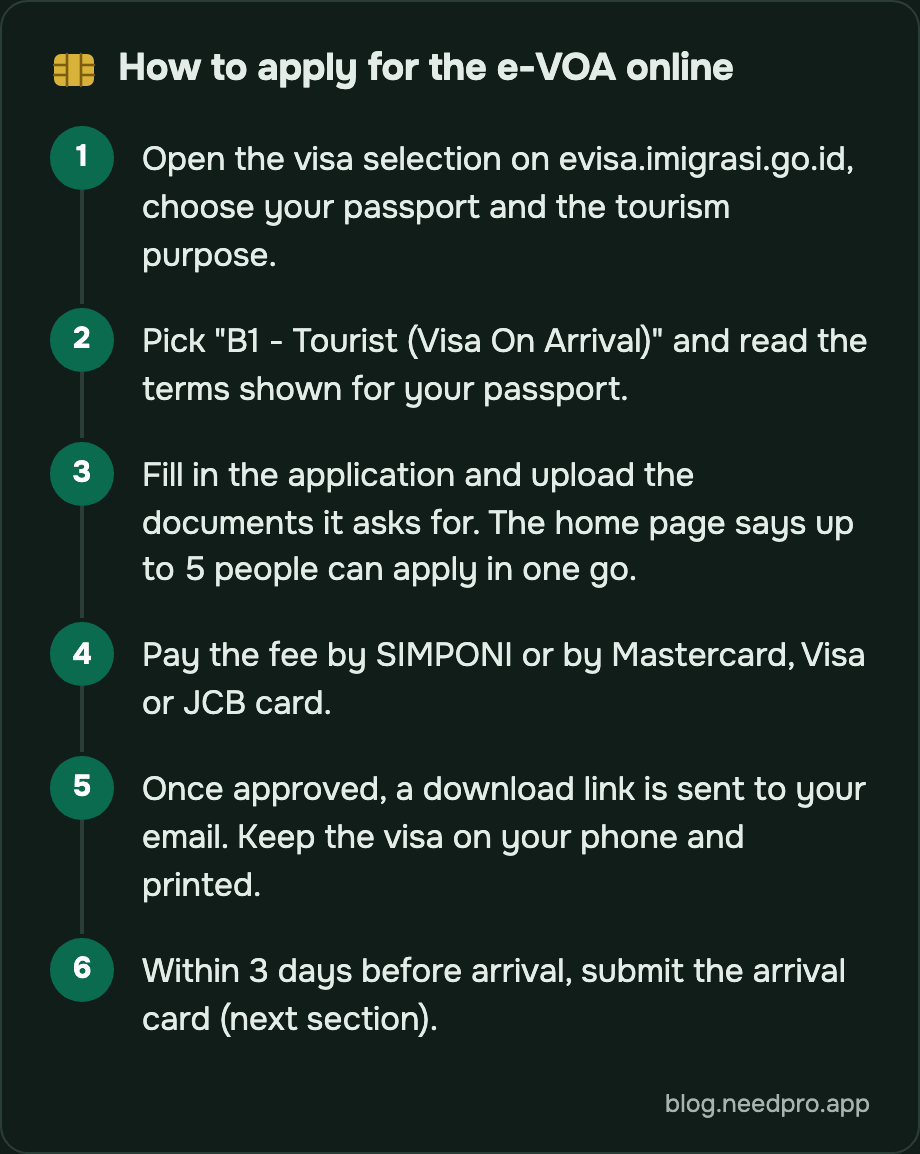 How to apply for the e-VOA online
1
Open the visa selection on evisa.imigrasi.go.id,
choose your passport and the tourism
purpose.
2
Pick "B1 - Tourist (Visa On Arrival)" and read the
terms shown for your passport.
3
Fill in the application and upload the
documents it asks for. The home page says up
to 5 people can apply in one go.
4
Pay the fee by SIMPONI or by Mastercard, Visa
or JCB card.
5
Once approved, a download link is sent to your
email. Keep the visa on your phone and
printed.
6
Within 3 days before arrival, submit the arrival
card (next section).
blog.needpro.app